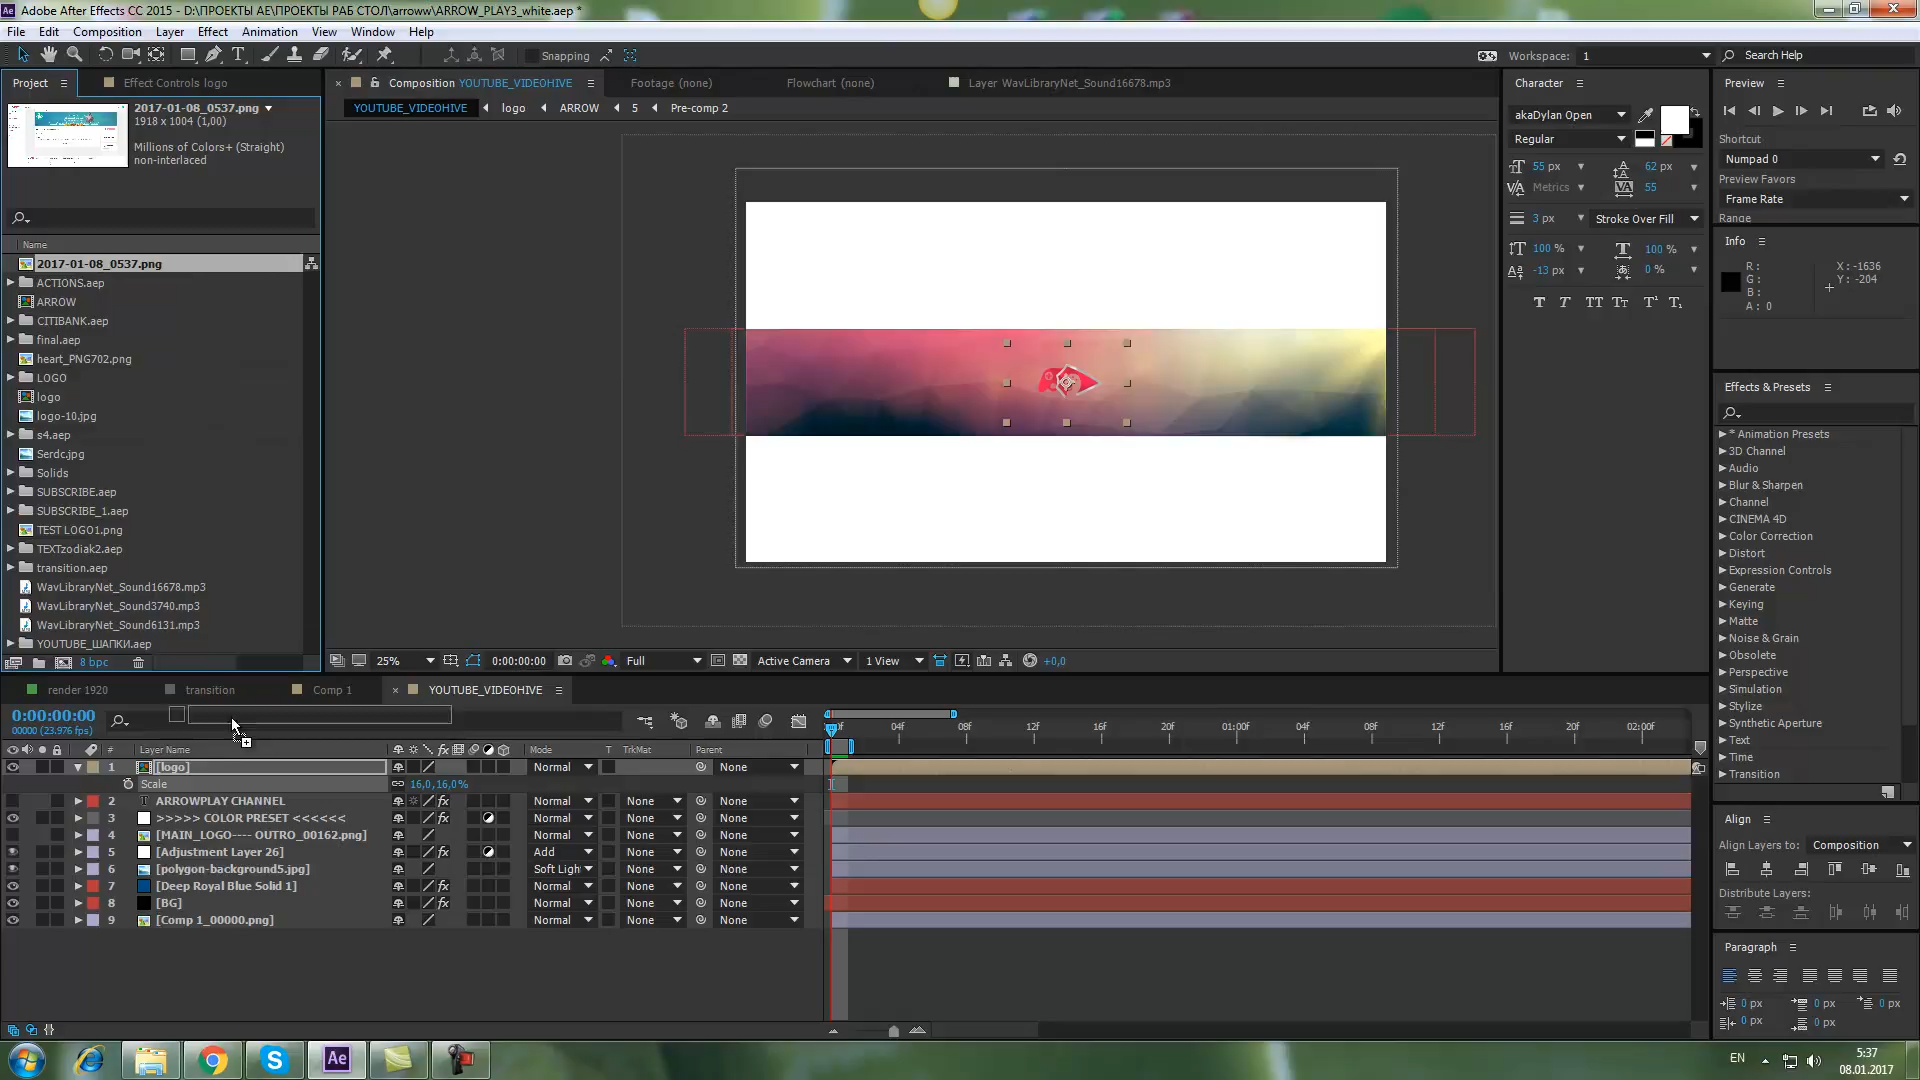 Adobe After Effects CC 2015 - D:\ПРОЕКТЫ АЕ\ПРОЕКТЫ РАБ СТОЛ\arroww\ARROW_PLAY3_white.aep *
File Edit Composition Layer Effect Animation View Window Help
Snapping
Workspace: 1
Search Help
Project
Effect Controls logo
Composition YOUTUBE_VIDEOHIVE
Footage (none)
Flowchart (none)
Layer WavLibraryNet_Sound16678.mp3
Character
Preview
2017-01-08_0537.png
1918 x 1004 (1,00)
Millions of Colors+ (Straight)
non-interlaced
YOUTUBE_VIDEOHIVE logo ARROW 5 Pre-comp 2
akaDylan Open
Regular
55 px
62 px
Metrics
55
3 px
Stroke Over Fill
100 %
100 %
-13 px
0 %
Shortcut
Numpad 0
Preview Favors
Frame Rate
Range
Info
R :
G :
B :
A : 0
X : -1636
Y : -204
Name
2017-01-08_0537.png
ACTIONS.aep
ARROW
CITIBANK.aep
final.aep
heart_PNG702.png
LOGO
logo
logo-10.jpg
s4.aep
Serdc.jpg
Solids
SUBSCRIBE.aep
SUBSCRIBE_1.aep
TEST LOGO1.png
TEXTzodiak2.aep
transition.aep
WavLibraryNet_Sound16678.mp3
WavLibraryNet_Sound3740.mp3
WavLibraryNet_Sound6131.mp3
YOUTUBE_ШАПКИ.aep
8 bpc
25%
0:00:00:00
Full
Active Camera
1 View
+0,0
Effects & Presets
* Animation Presets
3D Channel
Audio
Blur & Sharpen
Channel
CINEMA 4D
Color Correction
Distort
Expression Controls
Generate
Keying
Matte
Noise & Grain
Obsolete
Perspective
Simulation
Stylize
Synthetic Aperture
Text
Time
Transition
Align
Align Layers to: Composition
Distribute Layers:
Paragraph
0 px
0 px
0 px
0 px
0 px
render 1920
transition
Comp 1
YOUTUBE_VIDEOHIVE
0:00:00:00
00000 (23.976 fps)
04f 08f 12f 16f 20f 01:00f 04f 08f 12f 16f 20f 02:00f
# Layer Name
Mode T TrkMat Parent
1 [logo] Normal None
Scale 16,0,16,0%
2 ARROWPLAY CHANNEL Normal None None
3 >>>>> COLOR PRESET <<<<<< Normal None None
4 [MAIN_LOGO---- OUTRO_00162.png] Normal None None
5 [Adjustment Layer 26] Add None None
6 [polygon-background5.jpg] Soft Ligh None None
7 [Deep Royal Blue Solid 1] Normal None None
8 [BG] Normal None None
9 [Comp 1_00000.png] Normal None None
EN
5:37
08.01.2017